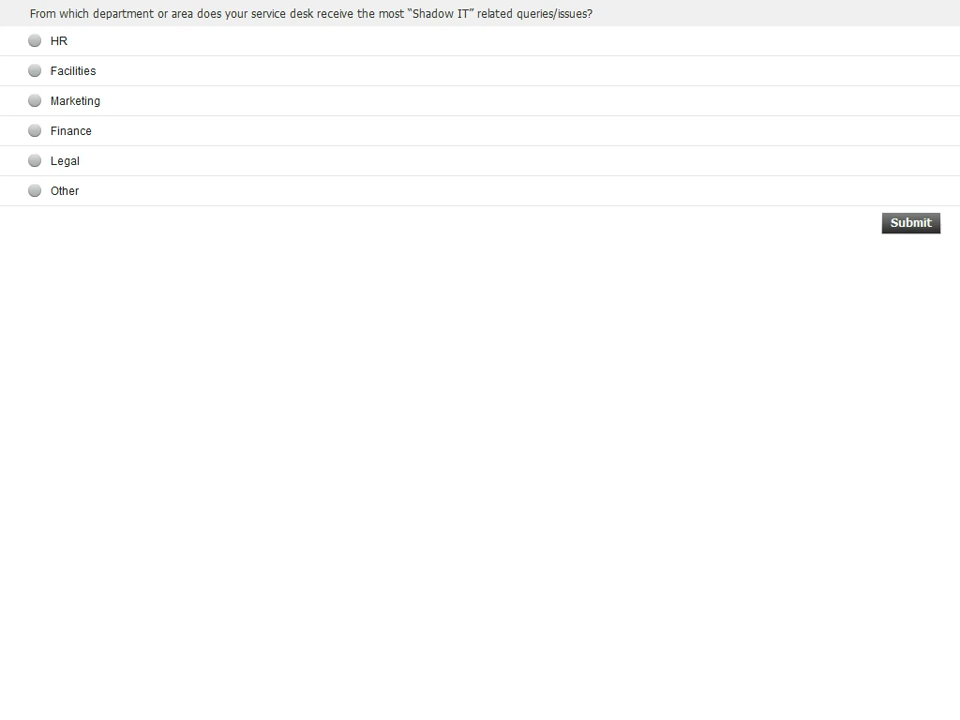 From which department or area does your service desk receive the most “Shadow IT” related queries/issues?
HR
Facilities
Marketing
Finance
Legal
Other
Submit